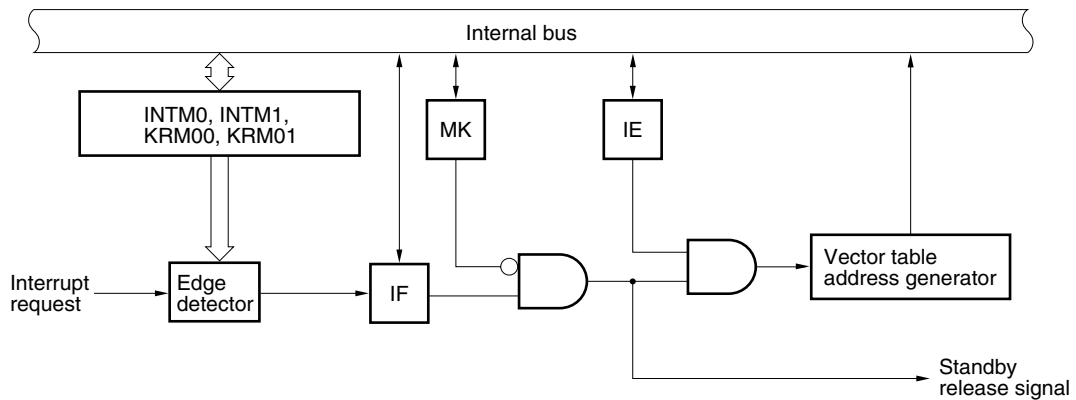 Internal bus
INTM0, INTM1,
KRM00, KRM01
MK
IE
Interrupt
request
Edge
detector
IF
Vector table
address generator
Standby
release signal